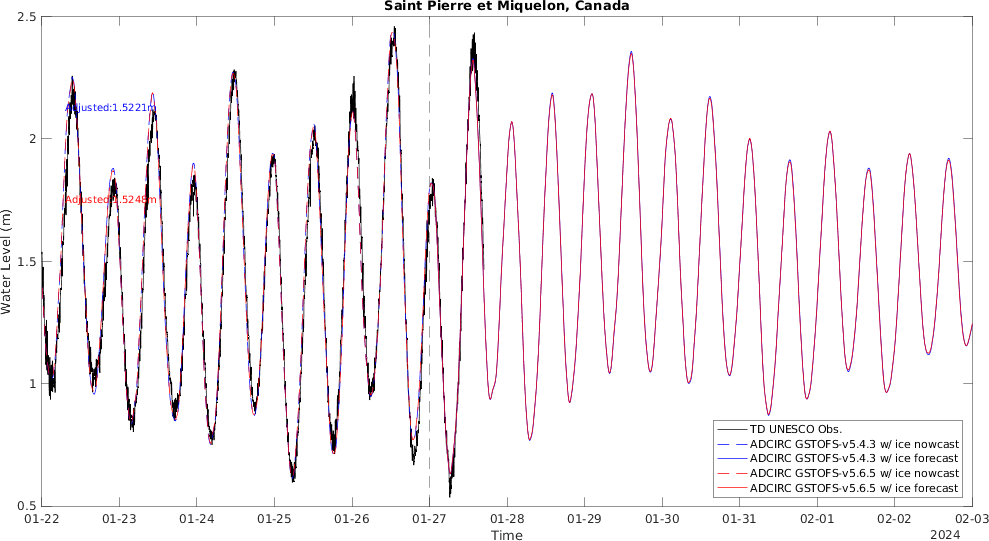 Saint Pierre et Miquelon, Canada
Water Level (m)
2.5
2
1.5
1
0.5
Adjusted:1.5221m
Adjusted:1.5248m
TD UNESCO Obs.
ADCIRC GSTOFS-v5.4.3 w/ ice nowcast
ADCIRC GSTOFS-v5.4.3 w/ ice forecast
ADCIRC GSTOFS-v5.6.5 w/ ice nowcast
ADCIRC GSTOFS-v5.6.5 w/ ice forecast
01-22 01-23 01-24 01-25 01-26 01-27 01-28 01-29 01-30 01-31 02-01 02-02 02-03
Time
2024